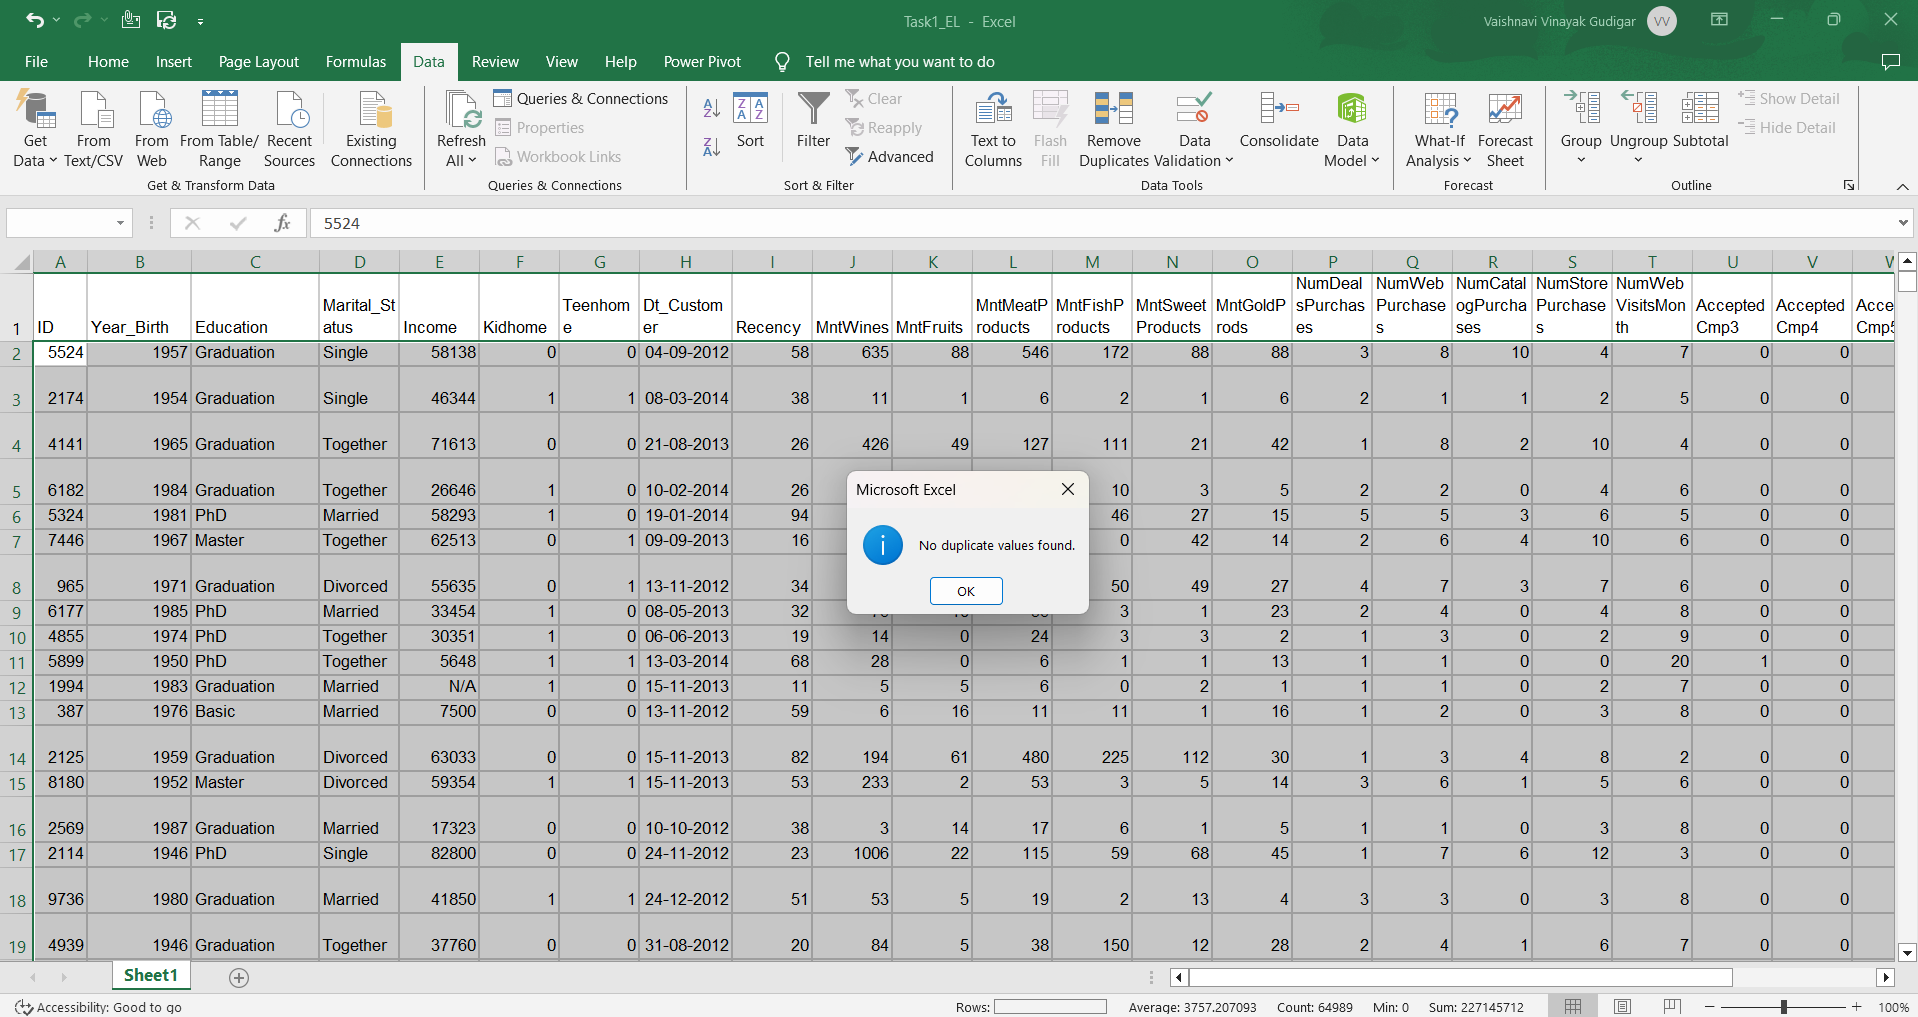 Task1_EL - Excel
Vaishnavi Vinayak Gudigar VV
File Home Insert Page Layout Formulas Data Review View Help Power Pivot Tell me what you want to do
Get Data
From Text/CSV
From Web
From Table/ Range
Recent Sources
Existing Connections
Get & Transform Data
Refresh All
Queries & Connections
Properties
Workbook Links
Queries & Connections
Sort
Filter
Clear
Reapply
Advanced
Sort & Filter
Text to Columns
Flash Fill
Remove Duplicates
Data Validation
Consolidate
Data Model
Data Tools
What-If Analysis
Forecast Sheet
Forecast
Group
Ungroup
Subtotal
Show Detail
Hide Detail
Outline
fx 5524
A B C D E F G H I J K L M N O P Q R S T U V
1 ID Year_Birth Education Marital_Status Income Kidhome Teenhome Dt_Customer Recency MntWines MntFruits MntMeatProducts MntFishProducts MntSweetProducts MntGoldProds NumDealsPurchases NumWebPurchases NumCatalogPurchases NumStorePurchases NumWebVisitsMonth AcceptedCmp3 AcceptedCmp4
2 5524 1957 Graduation Single 58138 0 0 04-09-2012 58 635 88 546 172 88 88 3 8 10 4 7 0 0
3 2174 1954 Graduation Single 46344 1 1 08-03-2014 38 11 1 6 2 1 6 2 1 1 2 5 0 0
4 4141 1965 Graduation Together 71613 0 0 21-08-2013 26 426 49 127 111 21 42 1 8 2 10 4 0 0
5 6182 1984 Graduation Together 26646 1 0 10-02-2014 26 10 3 5 2 2 0 4 6 0 0
6 5324 1981 PhD Married 58293 1 0 19-01-2014 94 46 27 15 5 5 3 6 5 0 0
7 7446 1967 Master Together 62513 0 1 09-09-2013 16 0 42 14 2 6 4 10 6 0 0
8 965 1971 Graduation Divorced 55635 0 1 13-11-2012 34 50 49 27 4 7 3 7 6 0 0
9 6177 1985 PhD Married 33454 1 0 08-05-2013 32 3 1 23 2 4 0 4 8 0 0
10 4855 1974 PhD Together 30351 1 0 06-06-2013 19 14 0 24 3 3 2 1 3 0 2 9 0 0
11 5899 1950 PhD Together 5648 1 1 13-03-2014 68 28 0 6 1 1 13 1 1 0 0 20 1 0
12 1994 1983 Graduation Married N/A 1 0 15-11-2013 11 5 5 6 0 2 1 1 1 0 2 7 0 0
13 387 1976 Basic Married 7500 0 0 13-11-2012 59 6 16 11 11 1 16 1 2 0 3 8 0 0
14 2125 1959 Graduation Divorced 63033 0 0 15-11-2013 82 194 61 480 225 112 30 1 3 4 8 2 0 0
15 8180 1952 Master Divorced 59354 1 1 15-11-2013 53 233 2 53 3 5 14 3 6 1 5 6 0 0
16 2569 1987 Graduation Married 17323 0 0 10-10-2012 38 3 14 17 6 1 5 1 1 0 3 8 0 0
17 2114 1946 PhD Single 82800 0 0 24-11-2012 23 1006 22 115 59 68 45 1 7 6 12 3 0 0
18 9736 1980 Graduation Married 41850 1 1 24-12-2012 51 53 5 19 2 13 4 3 3 0 3 8 0 0
19 4939 1946 Graduation Together 37760 0 0 31-08-2012 20 84 5 38 150 12 28 2 4 1 6 7 0 0
Microsoft Excel
No duplicate values found.
OK
Sheet1
Accessibility: Good to go
Rows:
Average: 3757.207093 Count: 64989 Min: 0 Sum: 227145712
100%